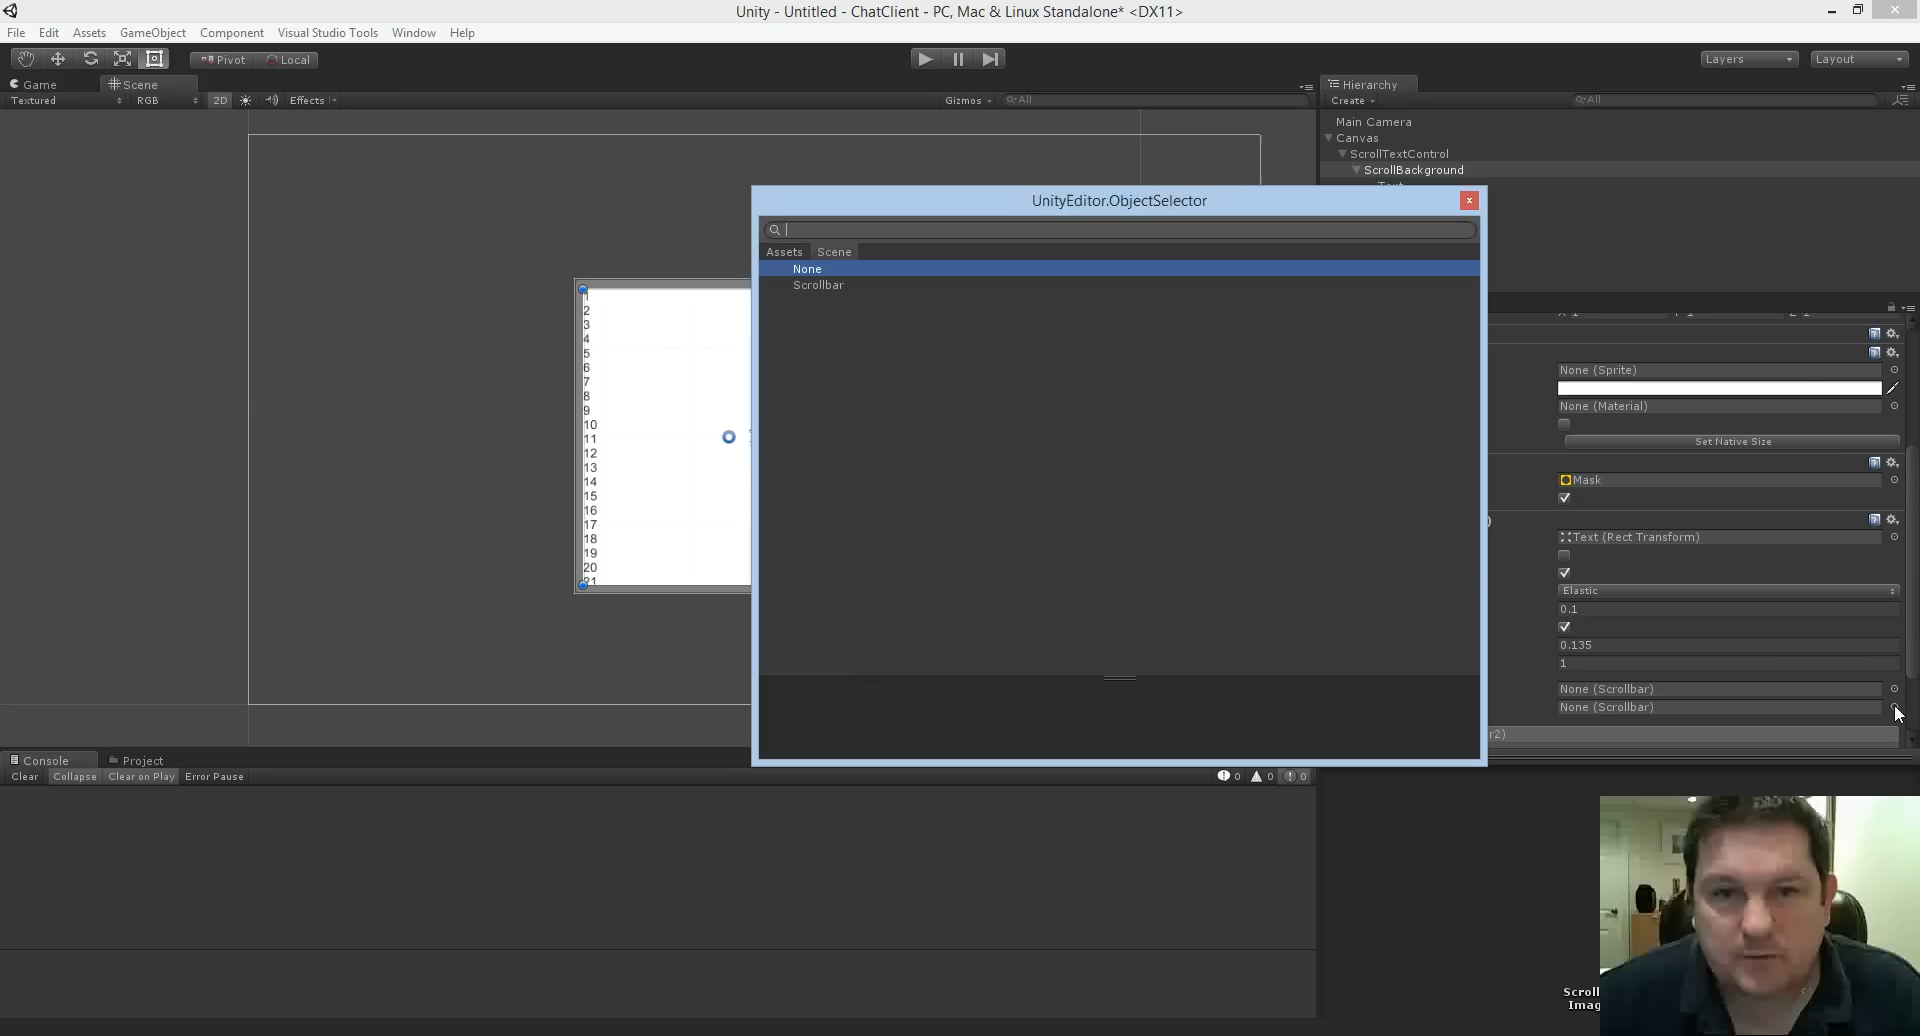 Unity - Untitled - ChatClient - PC, Mac & Linux Standalone* <DX11>
File Edit Assets GameObject Component Visual Studio Tools Window Help
Pivot Local Layers Layout
Game Scene Hierarchy
Textured RGB 2D Effects Gizmos All Create All
Main Camera
Canvas
ScrollTextControl
ScrollBackground
UnityEditor.ObjectSelector
Assets Scene
None
Scrollbar
2
3
4
5
6
7
8
9
10
11
12
13
14
15
16
17
18
19
20
21
None (Sprite)
None (Material)
Set Native Size
Mask
Text (Rect Transform)
Elastic
0.1
0.135
1
None (Scrollbar)
None (Scrollbar)
r2)
Console Project
Clear Collapse Clear on Play Error Pause 0 0 0
Scroll
Imag